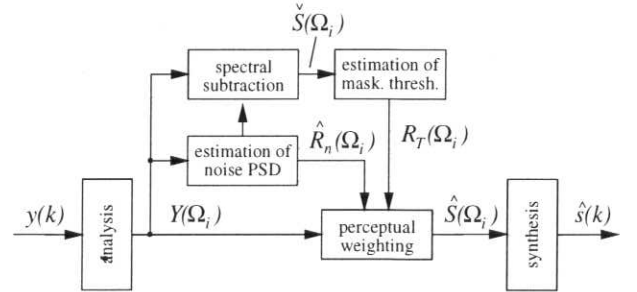 Š(Ωᵢ)
spectral
subtraction
estimation of
mask. thresh.
estimation of
noise PSD
R̂ₙ(Ωᵢ)
R_T(Ωᵢ)
y(k)
analysis
Y(Ωᵢ)
perceptual
weighting
Ŝ(Ωᵢ)
synthesis
ŝ(k)